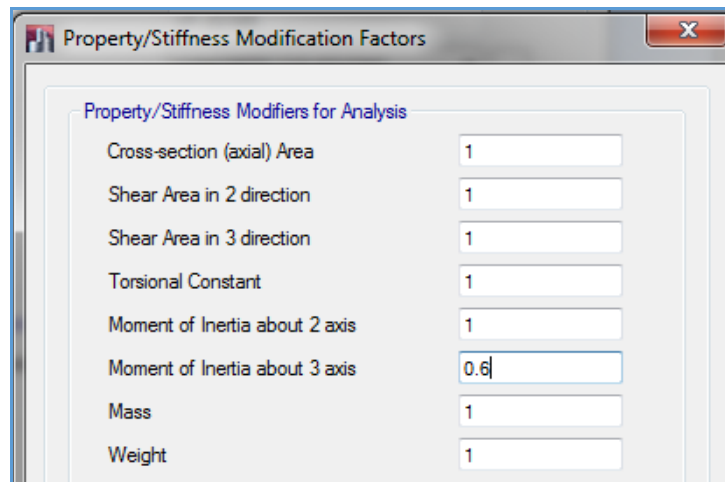 Property/Stiffness Modification Factors
Property/Stiffness Modifiers for Analysis
Cross-section (axial) Area 1
Shear Area in 2 direction 1
Shear Area in 3 direction 1
Torsional Constant 1
Moment of Inertia about 2 axis 1
Moment of Inertia about 3 axis 0.6
Mass 1
Weight 1